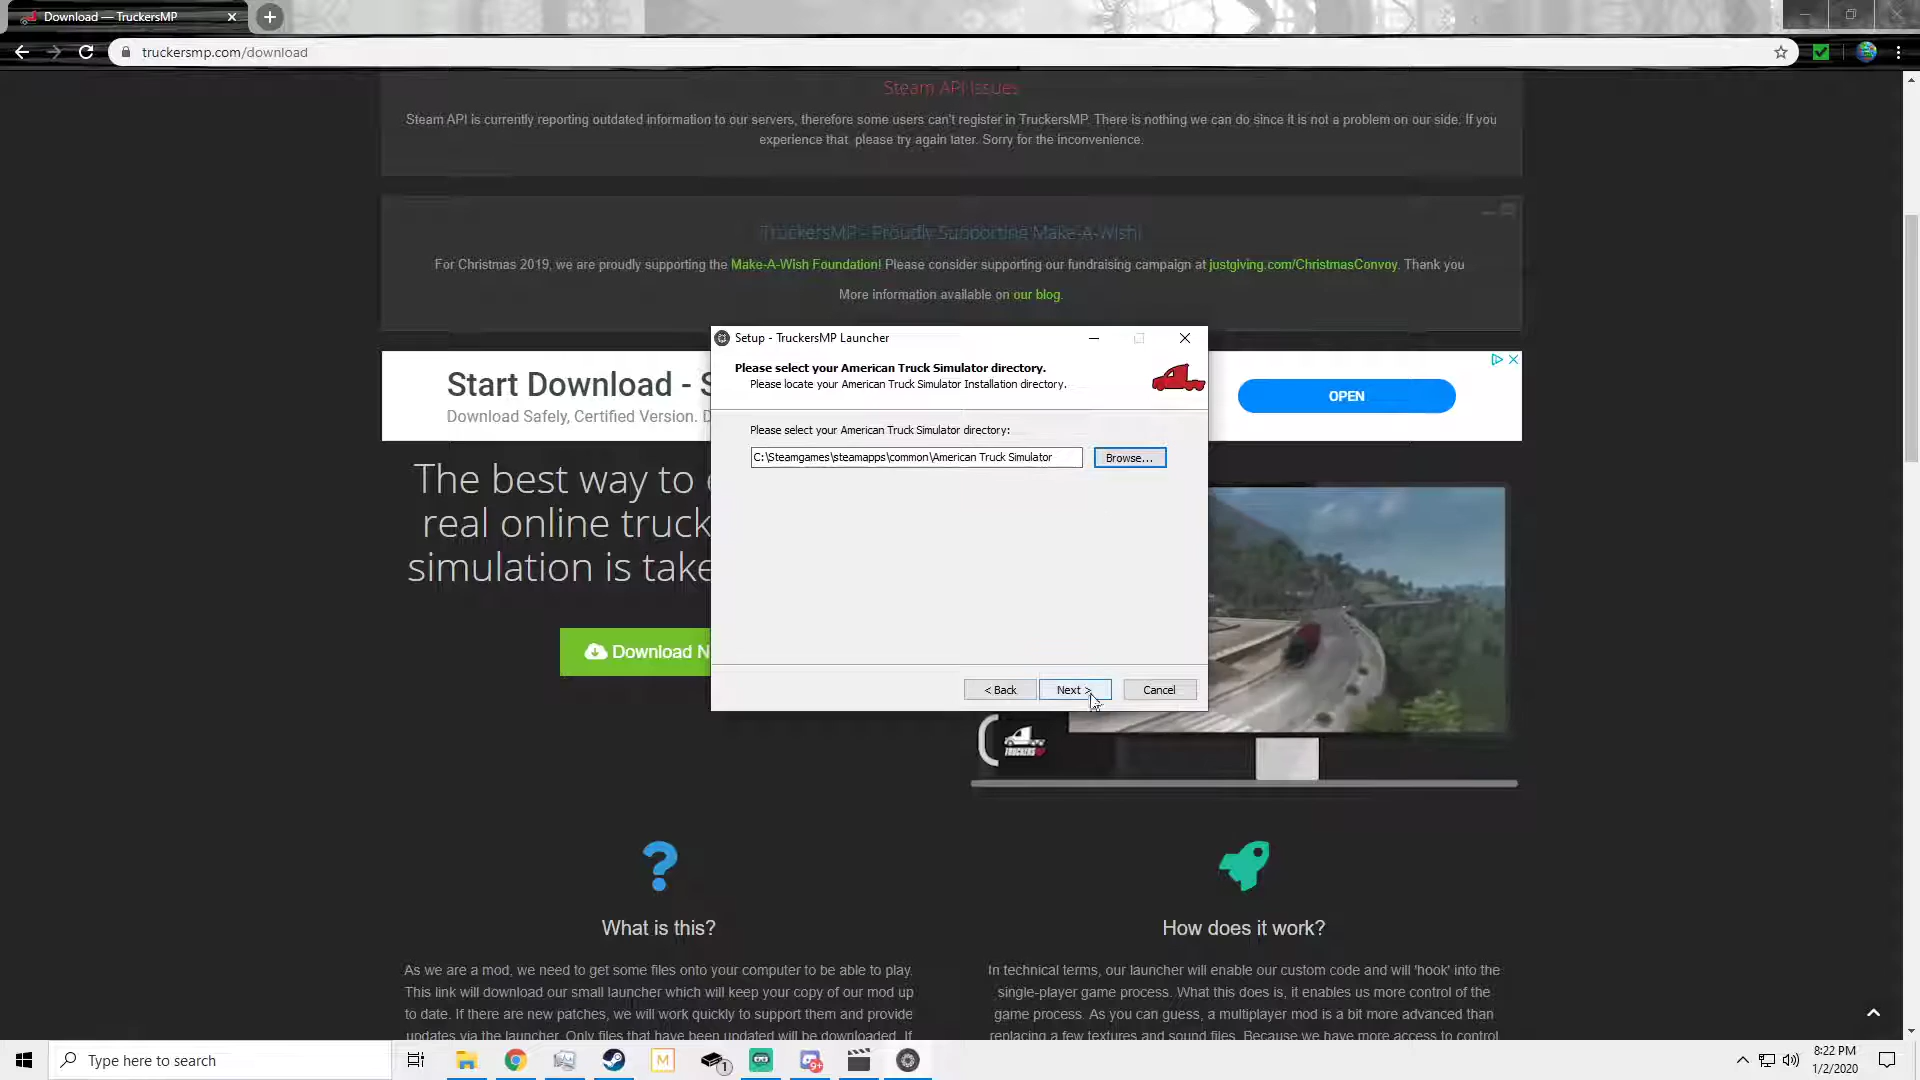 Download — TruckersMP
truckersmp.com/download
Steam API Issues
Steam API is currently reporting outdated information to our servers, therefore some users can't register in TruckersMP. There is nothing we can do since it is not a problem on our side. If you
experience that, please try again later. Sorry for the inconvenience.
TruckersMP - Proudly Supporting Make-A-Wish!
For Christmas 2019, we are proudly supporting the Make-A-Wish Foundation! Please consider supporting our fundraising campaign at justgiving.com/ChristmasConvoy. Thank you
More information available on our blog.
Start Download - S
Download Safely, Certified Version. D
OPEN
Setup - TruckersMP Launcher
Please select your American Truck Simulator directory.
Please locate your American Truck Simulator Installation directory.
Please select your American Truck Simulator directory:
C:\Steamgames\steamapps\common\American Truck Simulator
Browse...
< Back
Next >
Cancel
The best way to
real online truck
simulation is take
Download N
TRUCKERSMP
What is this?
As we are a mod, we need to get some files onto your computer to be able to play.
This link will download our small launcher which will keep your copy of our mod up
to date. If there are new patches, we will work quickly to support them and provide
updates via the launcher. Only files that have been updated will be downloaded. If
How does it work?
In technical terms, our launcher will enable our custom code and will 'hook' into the
single-player game process. What this does is, it enables us more control of the
game process. As you can guess, a multiplayer mod is a bit more advanced than
replacing a few textures and sound files. Because we have more access to control
Type here to search
M
1
9+
8:22 PM
1/2/2020